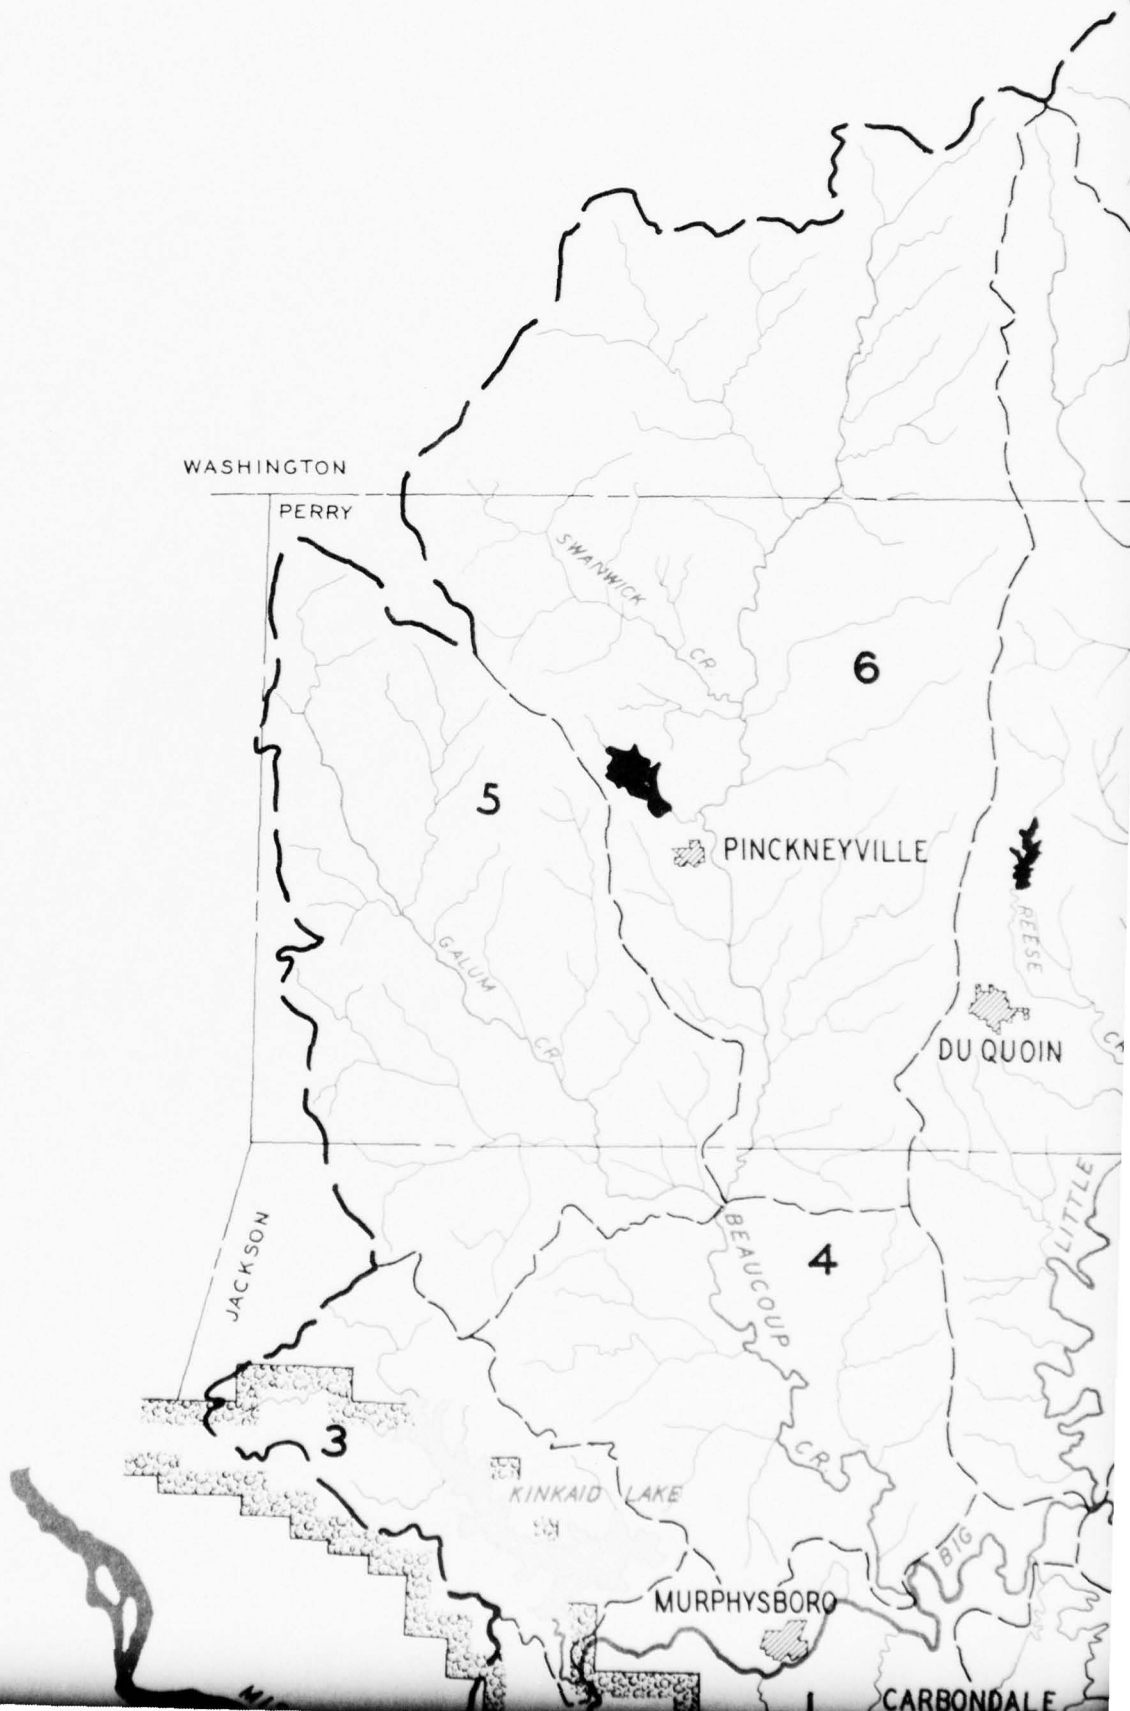 WASHINGTON
PERRY
SWANWICK
CR
6
5
PINCKNEYVILLE
REESE
GALUM
CR
DU QUOIN
LITTLE
JACKSON
BEAUCOUP
4
3
CR.
KINKAID LAKE
BIG
MURPHYSBORO
CARBONDALE